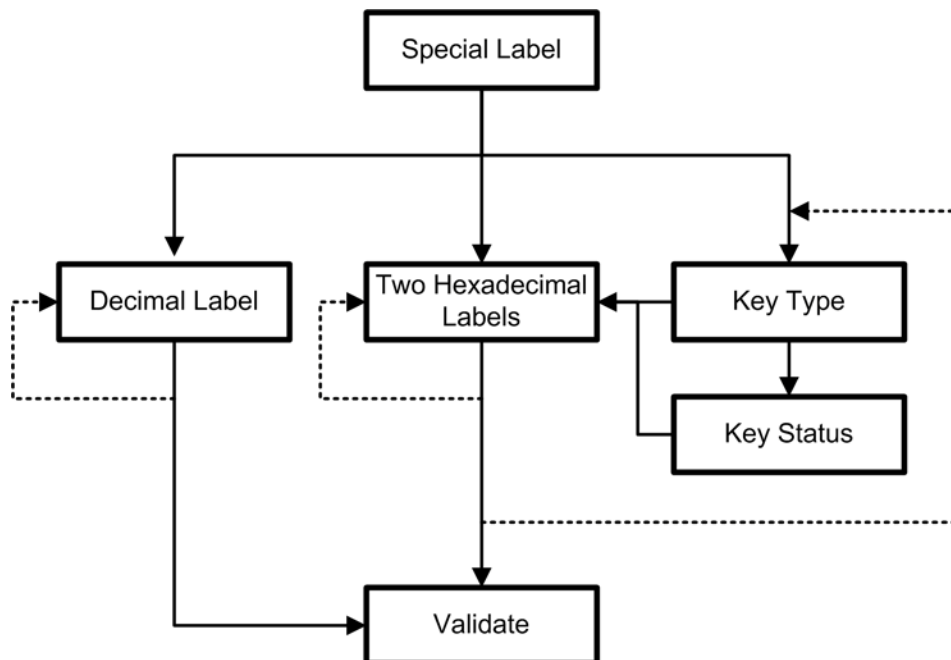 Special Label
Decimal Label
Two Hexadecimal
Labels
Key Type
Key Status
Validate